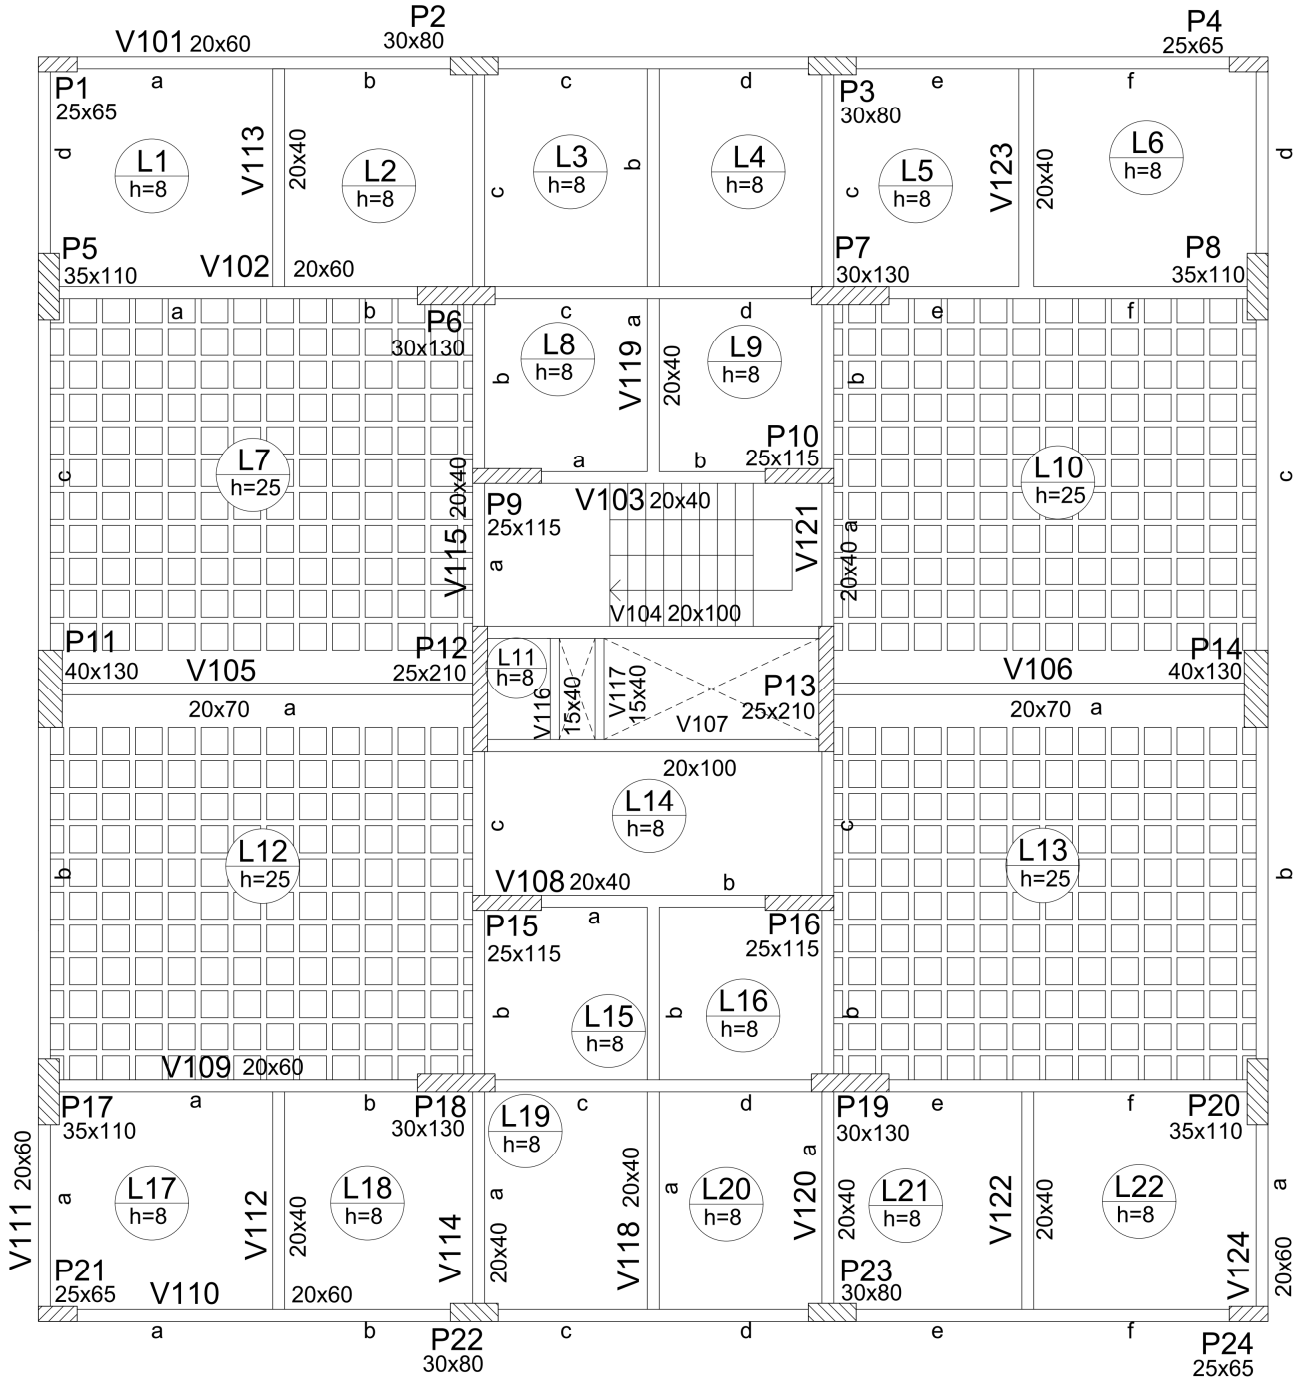 P2
30x80
P4
25x65
V101 20x60
a
b
c
d
e
f
P1
25x65
P3
30x80
d
V113
20x40
L1
h=8
L2
h=8
c
L3
h=8
b
L4
h=8
c
L5
h=8
V123
20x40
L6
h=8
d
P5
35x110
V102 20x60
P7
30x130
P8
35x110
a
b
P6
30x130
c
a
d
e
f
L8
h=8
b
V119
20x40
L9
h=8
b
L7
h=25
c
20x40
V115
a
b
P10
25x115
L10
h=25
c
P9
25x115
V103 20x40
V121
a
20x40
a
V104 20x100
P11
40x130
V105
20x70 a
P12
25x210
L11
h=8
V116
15x40
V117
15x40
V107
P13
25x210
V106
20x70 a
P14
40x130
20x100
L14
h=8
c
c
L12
h=25
b
L13
h=25
b
V108 20x40 b
P15
25x115
a
P16
25x115
b
L15
h=8
b
L16
h=8
b
V109 20x60
P17
35x110
a
b
P18
30x130
c
d
P19
30x130
e
f
P20
35x110
L19
h=8
V111 20x60
a
L17
h=8
V112
20x40
L18
h=8
V114
20x40
a
V118
20x40
a
L20
h=8
V120
a
20x40
L21
h=8
V122
20x40
L22
h=8
V124
20x60
a
P21
25x65
V110 20x60
P23
30x80
a
b
c
d
e
f
P22
30x80
P24
25x65